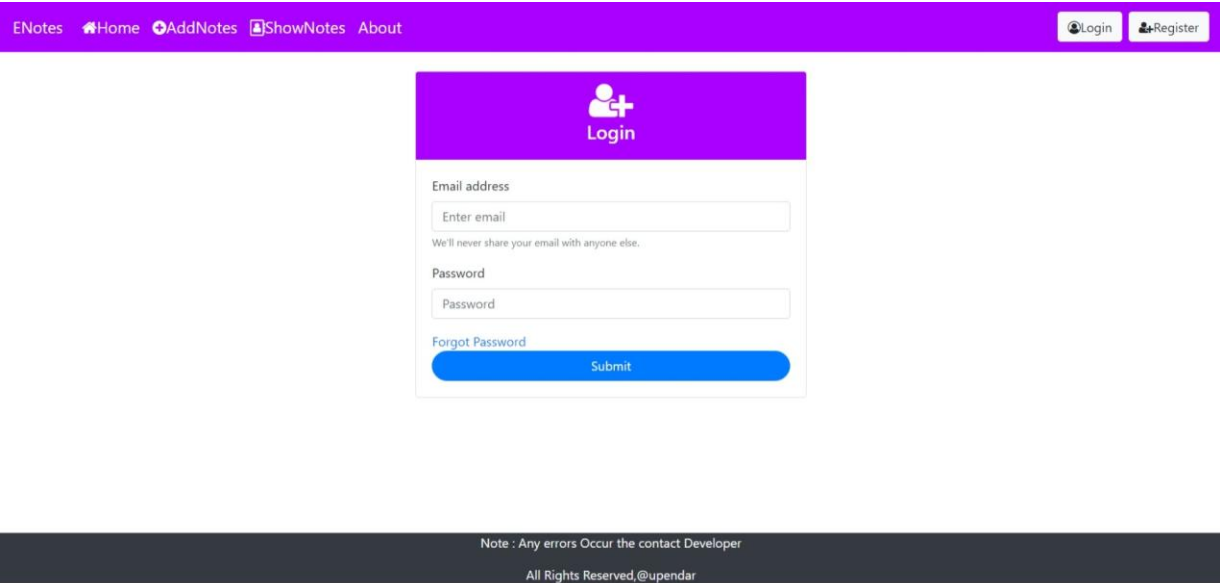 ENotes Home AddNotes ShowNotes About Login Register
Login
Email address
Enter email
We'll never share your email with anyone else.
Password
Password
Forgot Password
Submit
Note : Any errors Occur the contact Developer
All Rights Reserved,@upendar